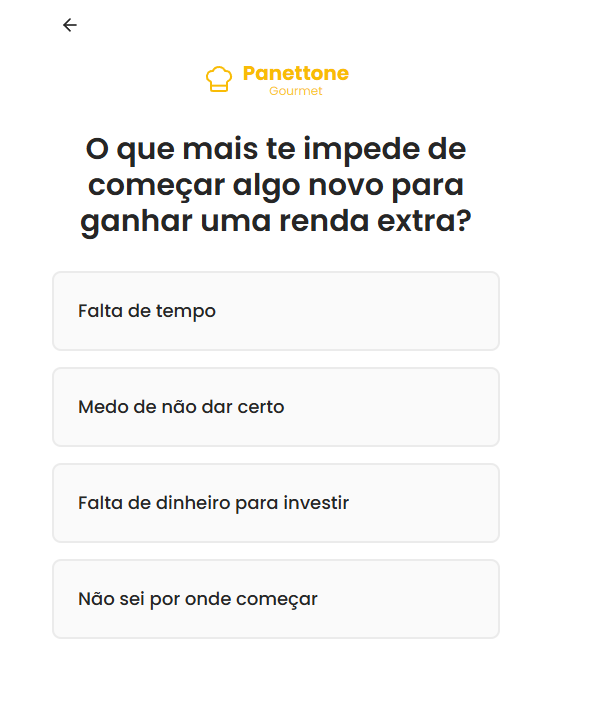 Panettone
Gourmet
O que mais te impede de
começar algo novo para
ganhar uma renda extra?
Falta de tempo
Medo de não dar certo
Falta de dinheiro para investir
Não sei por onde começar